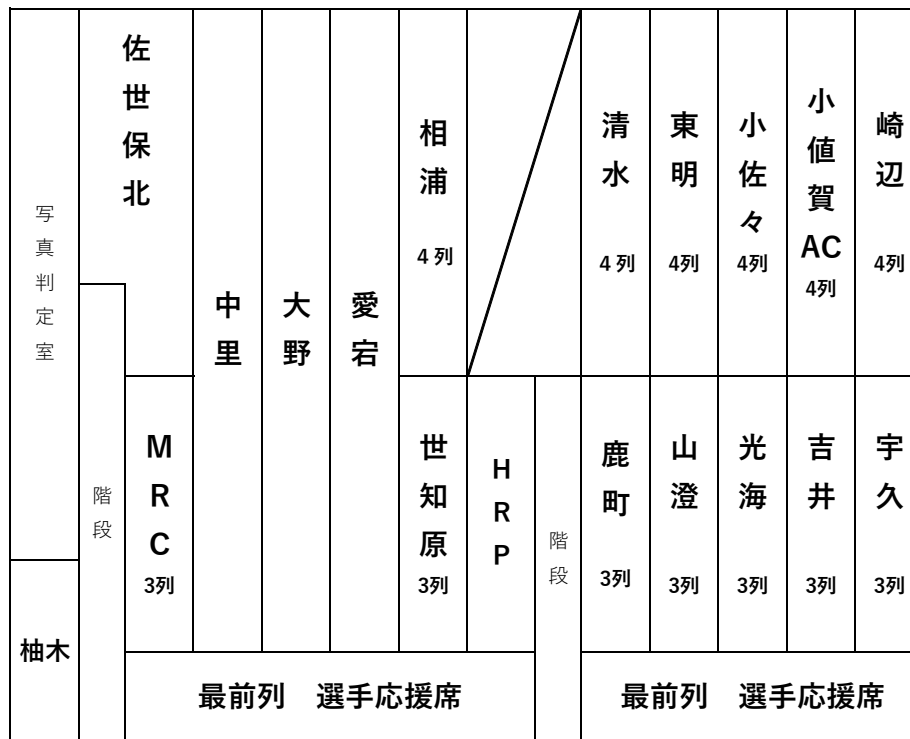 写真判定室
佐世保北
中里
大野
愛宕
相浦
4列
清水
4列
東明
4列
小佐々
4列
小値賀AC
4列
崎辺
4列
階段
MRC
3列
世知原
3列
HRP
階段
鹿町
3列
山澄
3列
光海
3列
吉井
3列
宇久
3列
柚木
最前列 選手応援席
最前列 選手応援席